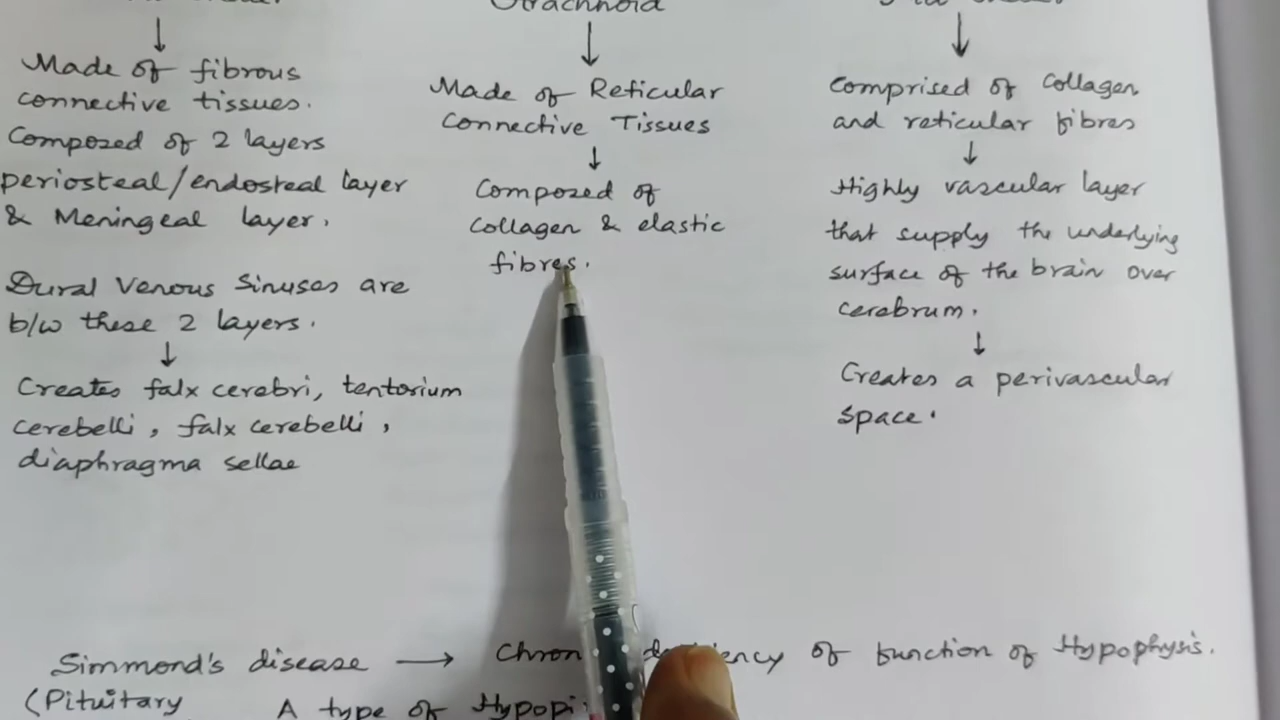 Arachnoid
Made of fibrous
connective tissues.
Composed of 2 layers
periosteal/endosteal layer
& Meningeal layer.
Dural Venous Sinuses are
b/w these 2 layers.
Creates falx cerebri, tentorium
cerebelli, falx cerebelli,
diaphragma sellae
Made of Reticular
Connective Tissues
Composed of
Collagen & elastic
fibres.
Comprised of Collagen
and reticular fibres
Highly vascular layer
that supply the underlying
surface of the brain over
cerebrum.
Creates a perivascular
space.
Simmond's disease → Chron of function of Hypophysis.
(Pituitary A type of Hypopi